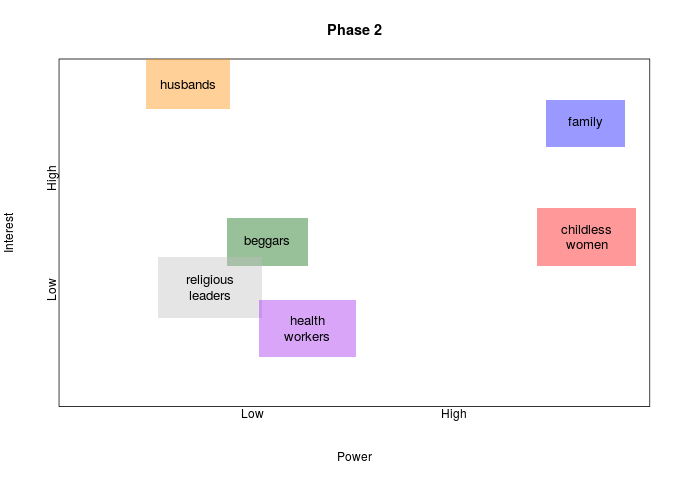 Phase 2
husbands
family
High
Interest
childless
women
beggars
religious
leaders
Low
health
workers
Low
High
Power